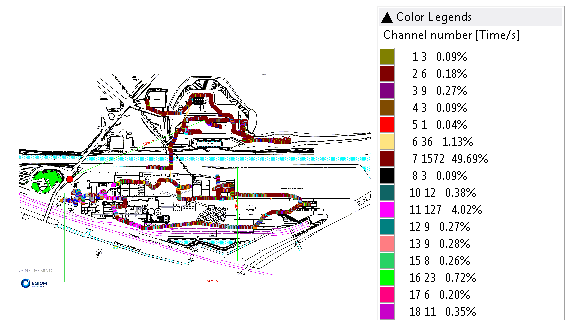 ▲ Color Legends
Channel number [Time/s]
1 3 0.09%
2 6 0.18%
3 9 0.27%
4 3 0.09%
5 1 0.04%
6 36 1.13%
7 1572 49.69%
8 3 0.09%
10 12 0.38%
11 127 4.02%
12 9 0.27%
13 9 0.28%
15 8 0.26%
16 23 0.72%
17 6 0.20%
18 11 0.35%